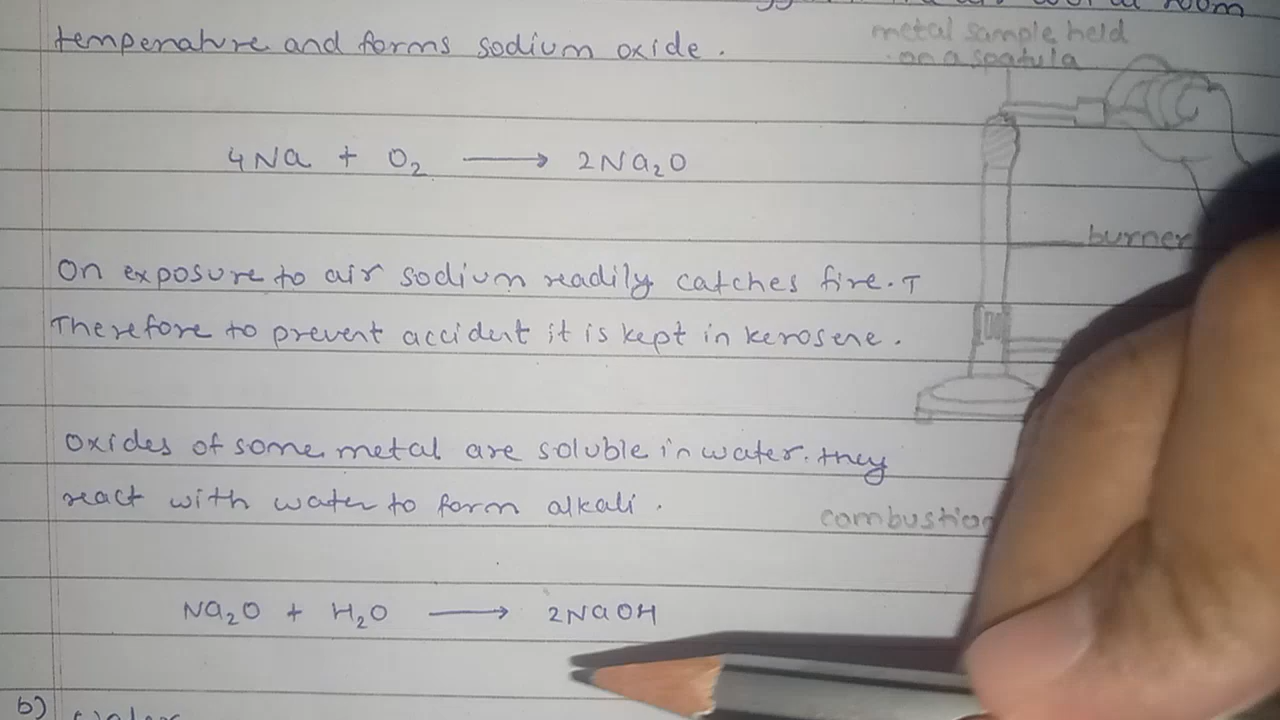 room
temperature and forms sodium oxide.
metal sample held
on a spatula
4Na + O₂ ⟶ 2Na₂O
burner
On exposure to air sodium readily catches fire. T
Therefore to prevent accident it is kept in kerosene.
Oxides of some metal are soluble in water. they
react with water to form alkali.
combustion
Na₂O + H₂O ⟶ 2NaOH
b)